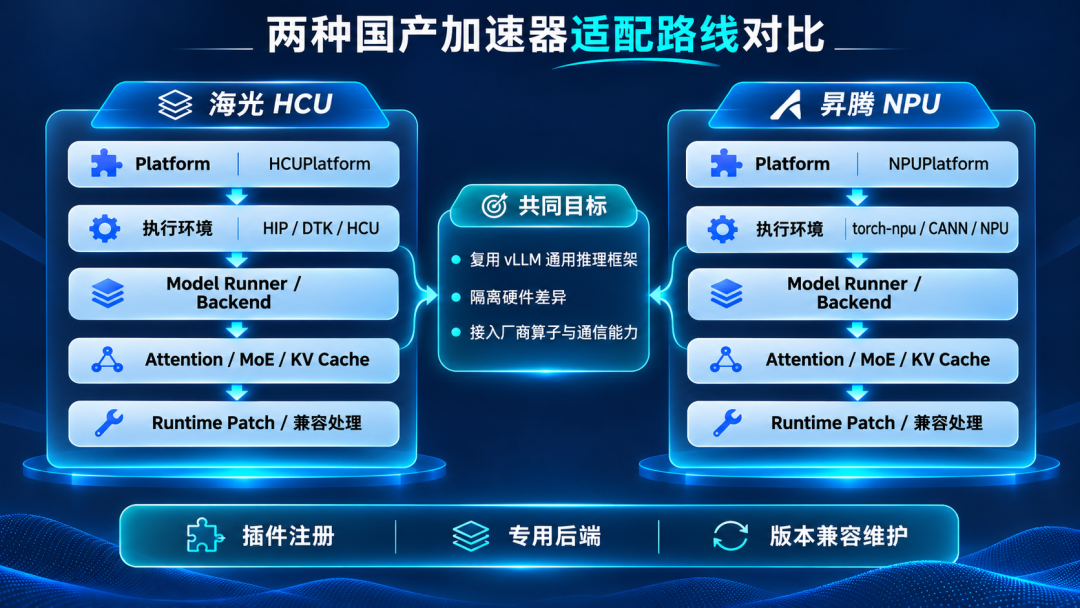 两种国产加速器适配路线对比
海光 HCU
Platform HCUPlatform
执行环境 HIP / DTK / HCU
Model Runner /
Backend
Attention / MoE / KV Cache
Runtime Patch / 兼容处理
共同目标
复用 vLLM 通用推理框架
隔离硬件差异
接入厂商算子与通信能力
昇腾 NPU
Platform NPUPlatform
执行环境 torch-npu / CANN / NPU
Model Runner /
Backend
Attention / MoE / KV Cache
Runtime Patch / 兼容处理
插件注册 专用后端 版本兼容维护